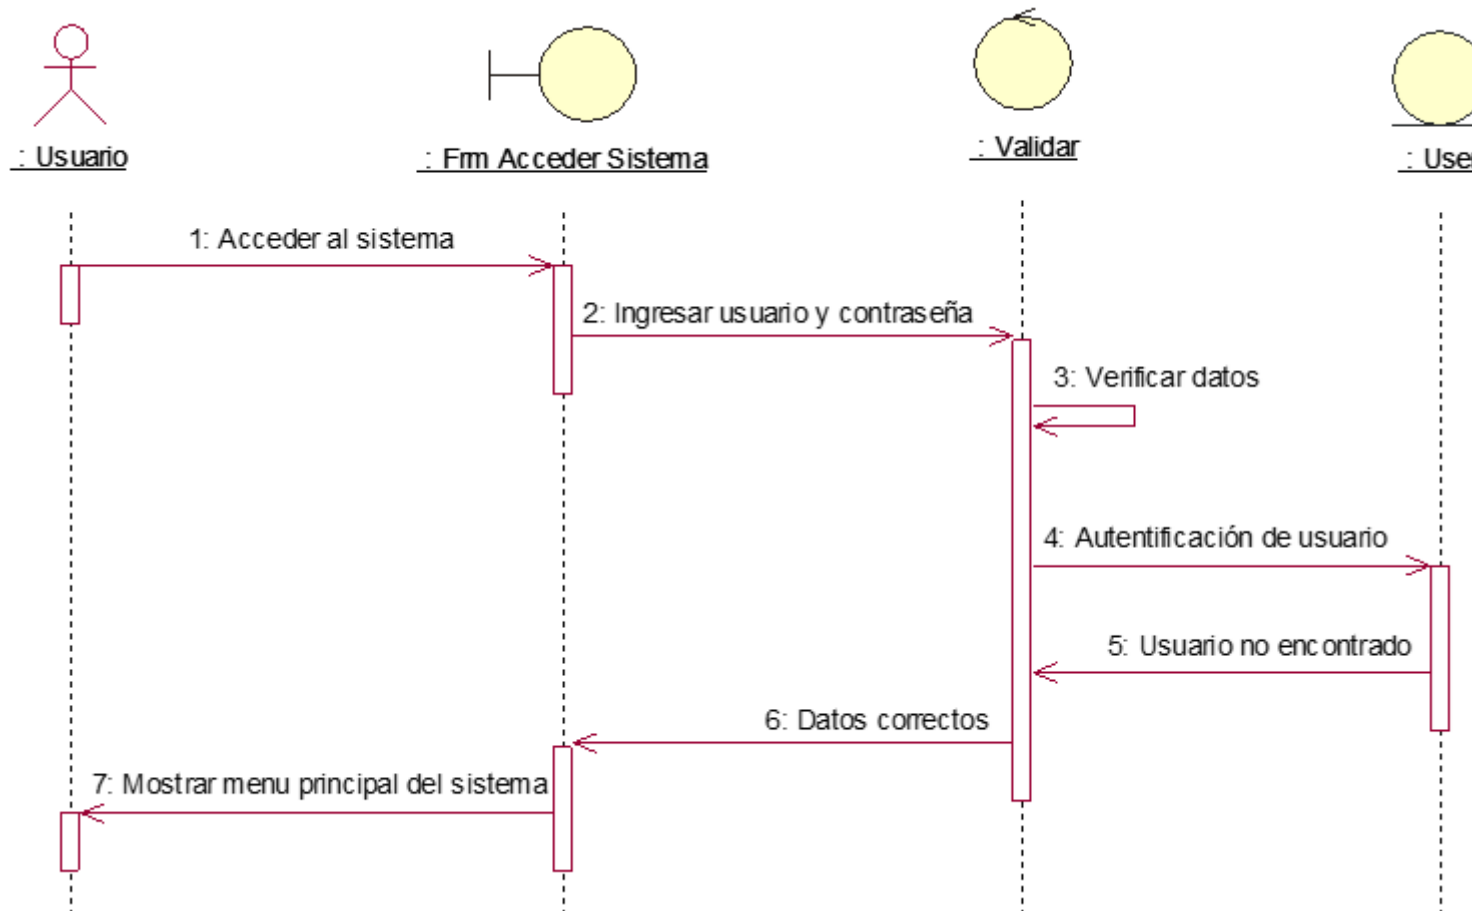 : Usuario
: Frm Acceder Sistema
: Validar
1: Acceder al sistema
2: Ingresar usuario y contraseña
3: Verificar datos
4: Autentificación de usuario
5: Usuario no encontrado
6: Datos correctos
7: Mostrar menu principal del sistema